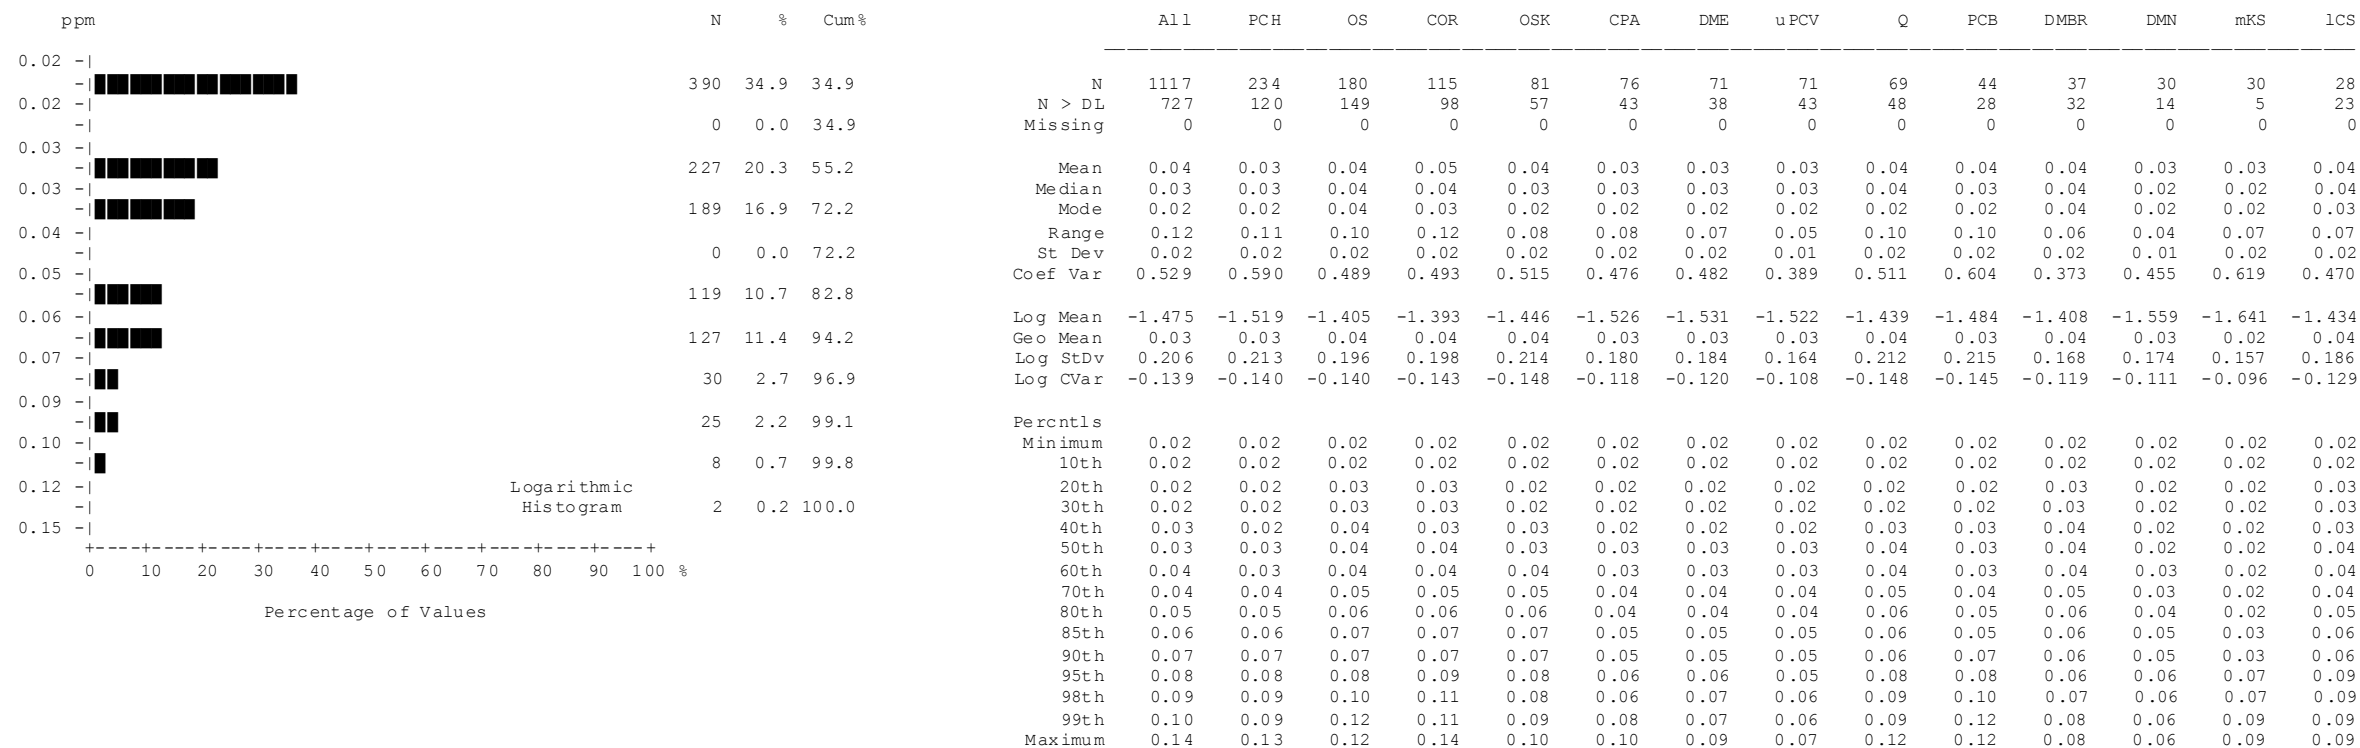 ppm N % Cum% All PCH OS COR OSK CPA DME uPCV Q PCB DMBR DMN mKS lCS
0.02 -|
-| 390 34.9 34.9 N 1117 234 180 115 81 76 71 71 69 44 37 30 30 28
0.02 -| N > DL 727 120 149 98 57 43 38 43 48 28 32 14 5 23
-| 0 0.0 34.9 Missing 0 0 0 0 0 0 0 0 0 0 0 0 0 0
0.03 -|
-| 227 20.3 55.2 Mean 0.04 0.03 0.04 0.05 0.04 0.03 0.03 0.03 0.04 0.04 0.04 0.03 0.03 0.04
0.03 -| Median 0.03 0.03 0.04 0.04 0.03 0.03 0.03 0.03 0.04 0.03 0.04 0.02 0.02 0.04
-| 189 16.9 72.2 Mode 0.02 0.02 0.04 0.03 0.02 0.02 0.02 0.02 0.02 0.02 0.04 0.02 0.02 0.03
0.04 -| Range 0.12 0.11 0.10 0.12 0.08 0.08 0.07 0.05 0.10 0.10 0.06 0.04 0.07 0.07
-| 0 0.0 72.2 St Dev 0.02 0.02 0.02 0.02 0.02 0.02 0.02 0.01 0.02 0.02 0.02 0.01 0.02 0.02
0.05 -| Coef Var 0.529 0.590 0.489 0.493 0.515 0.476 0.482 0.389 0.511 0.604 0.373 0.455 0.619 0.470
-| 119 10.7 82.8
0.06 -| Log Mean -1.475 -1.519 -1.405 -1.393 -1.446 -1.526 -1.531 -1.522 -1.439 -1.484 -1.408 -1.559 -1.641 -1.434
-| 127 11.4 94.2 Geo Mean 0.03 0.03 0.04 0.04 0.04 0.03 0.03 0.03 0.04 0.03 0.04 0.03 0.02 0.04
0.07 -| Log StDv 0.206 0.213 0.196 0.198 0.214 0.180 0.184 0.164 0.212 0.215 0.168 0.174 0.157 0.186
-| 30 2.7 96.9 Log CVar -0.139 -0.140 -0.140 -0.143 -0.148 -0.118 -0.120 -0.108 -0.148 -0.145 -0.119 -0.111 -0.096 -0.129
0.09 -|
-| 25 2.2 99.1 Percntls
0.10 -| Minimum 0.02 0.02 0.02 0.02 0.02 0.02 0.02 0.02 0.02 0.02 0.02 0.02 0.02 0.02
-| 8 0.7 99.8 10th 0.02 0.02 0.02 0.02 0.02 0.02 0.02 0.02 0.02 0.02 0.02 0.02 0.02 0.02
0.12 -| Logarithmic 20th 0.02 0.02 0.03 0.03 0.02 0.02 0.02 0.02 0.02 0.02 0.03 0.02 0.02 0.03
-| Histogram 2 0.2 100.0 30th 0.02 0.02 0.03 0.03 0.02 0.02 0.02 0.02 0.02 0.02 0.03 0.02 0.02 0.03
0.15 -| 40th 0.03 0.02 0.04 0.03 0.03 0.02 0.02 0.02 0.03 0.03 0.04 0.02 0.02 0.03
+----+----+----+----+----+----+----+----+----+----+ 50th 0.03 0.03 0.04 0.04 0.03 0.03 0.03 0.03 0.04 0.03 0.04 0.02 0.02 0.04
0 10 20 30 40 50 60 70 80 90 100 % 60th 0.04 0.03 0.04 0.04 0.04 0.03 0.03 0.03 0.04 0.03 0.04 0.03 0.02 0.04
70th 0.04 0.04 0.05 0.05 0.05 0.04 0.04 0.04 0.05 0.04 0.05 0.03 0.02 0.04
Percentage of Values 80th 0.05 0.05 0.06 0.06 0.06 0.04 0.04 0.04 0.06 0.05 0.06 0.04 0.02 0.05
85th 0.06 0.06 0.07 0.07 0.07 0.05 0.05 0.05 0.06 0.05 0.06 0.05 0.03 0.06
90th 0.07 0.07 0.07 0.07 0.07 0.05 0.05 0.05 0.06 0.07 0.06 0.05 0.03 0.06
95th 0.08 0.08 0.08 0.09 0.08 0.06 0.06 0.05 0.08 0.08 0.06 0.06 0.07 0.09
98th 0.09 0.09 0.10 0.11 0.08 0.06 0.07 0.06 0.09 0.10 0.07 0.06 0.07 0.09
99th 0.10 0.09 0.12 0.11 0.09 0.08 0.07 0.06 0.09 0.12 0.08 0.06 0.09 0.09
Maximum 0.14 0.13 0.12 0.14 0.10 0.10 0.09 0.07 0.12 0.12 0.08 0.06 0.09 0.09